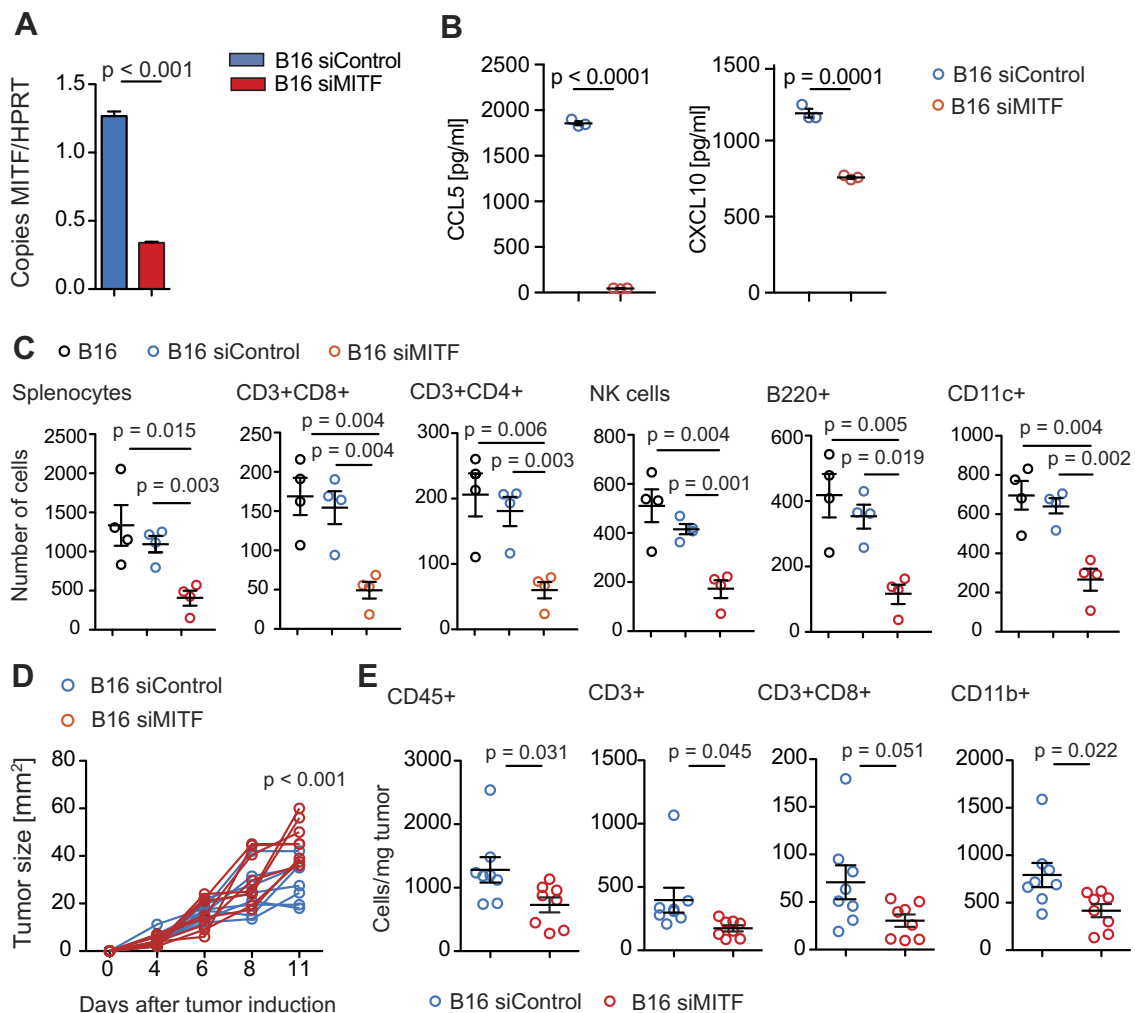 A
p < 0.001
B16 siControl
B16 siMITF
Copies MITF/HPRT
1.5
1.0
0.5
0.0
B
p < 0.0001
CCL5 [pg/ml]
2500
2000
1500
1000
500
0
p = 0.0001
CXCL10 [pg/ml]
1500
1000
500
0
B16 siControl
B16 siMITF
C
B16 B16 siControl B16 siMITF
Splenocytes
Number of cells
2500
2000
1500
1000
500
0
p = 0.015
p = 0.003
CD3+CD8+
250
200
150
100
50
0
p = 0.004
p = 0.004
CD3+CD4+
300
200
100
0
p = 0.006
p = 0.003
NK cells
800
600
400
200
0
p = 0.004
p = 0.001
B220+
600
400
200
0
p = 0.005
p = 0.019
CD11c+
1000
800
600
400
200
0
p = 0.004
p = 0.002
D
B16 siControl
B16 siMITF
Tumor size [mm²]
80
60
40
20
0
p < 0.001
0 4 6 8 11
Days after tumor induction
E
CD45+
Cells/mg tumor
3000
2000
1000
0
p = 0.031
CD3+
1500
1000
500
0
p = 0.045
CD3+CD8+
200
150
100
50
0
p = 0.051
CD11b+
2000
1500
1000
500
0
p = 0.022
B16 siControl B16 siMITF